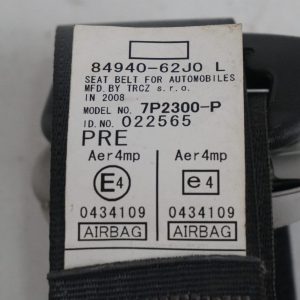 84940-62J0 L
SEAT BELT FOR AUTOMOBILES
MFD.BY TRCZ s.r.o.
IN 2008
MODEL NO. 7P2300-P
ID.NO. 022565
PRE
Aer4mp Aer4mp
E4 e4
0434109 0434109
AIRBAG AIRBAG